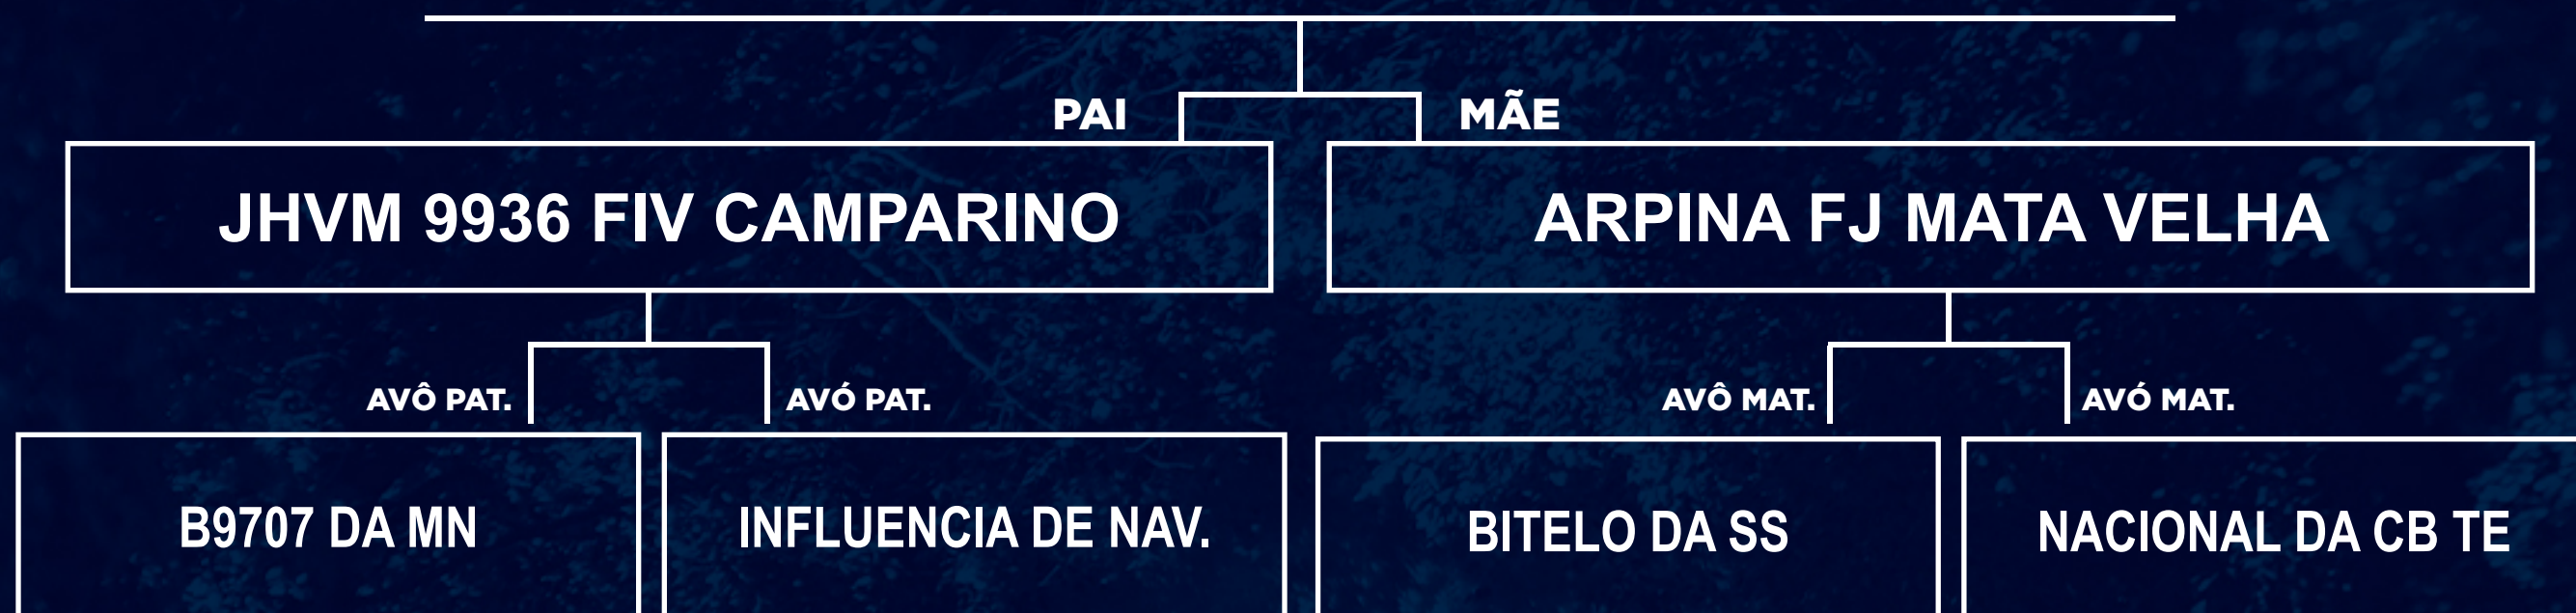 PAI
MÃE
JHVM 9936 FIV CAMPARINO
ARPINA FJ MATA VELHA
AVÔ PAT.
AVÓ PAT.
AVÔ MAT.
AVÓ MAT.
B9707 DA MN
INFLUENCIA DE NAV.
BITELO DA SS
NACIONAL DA CB TE